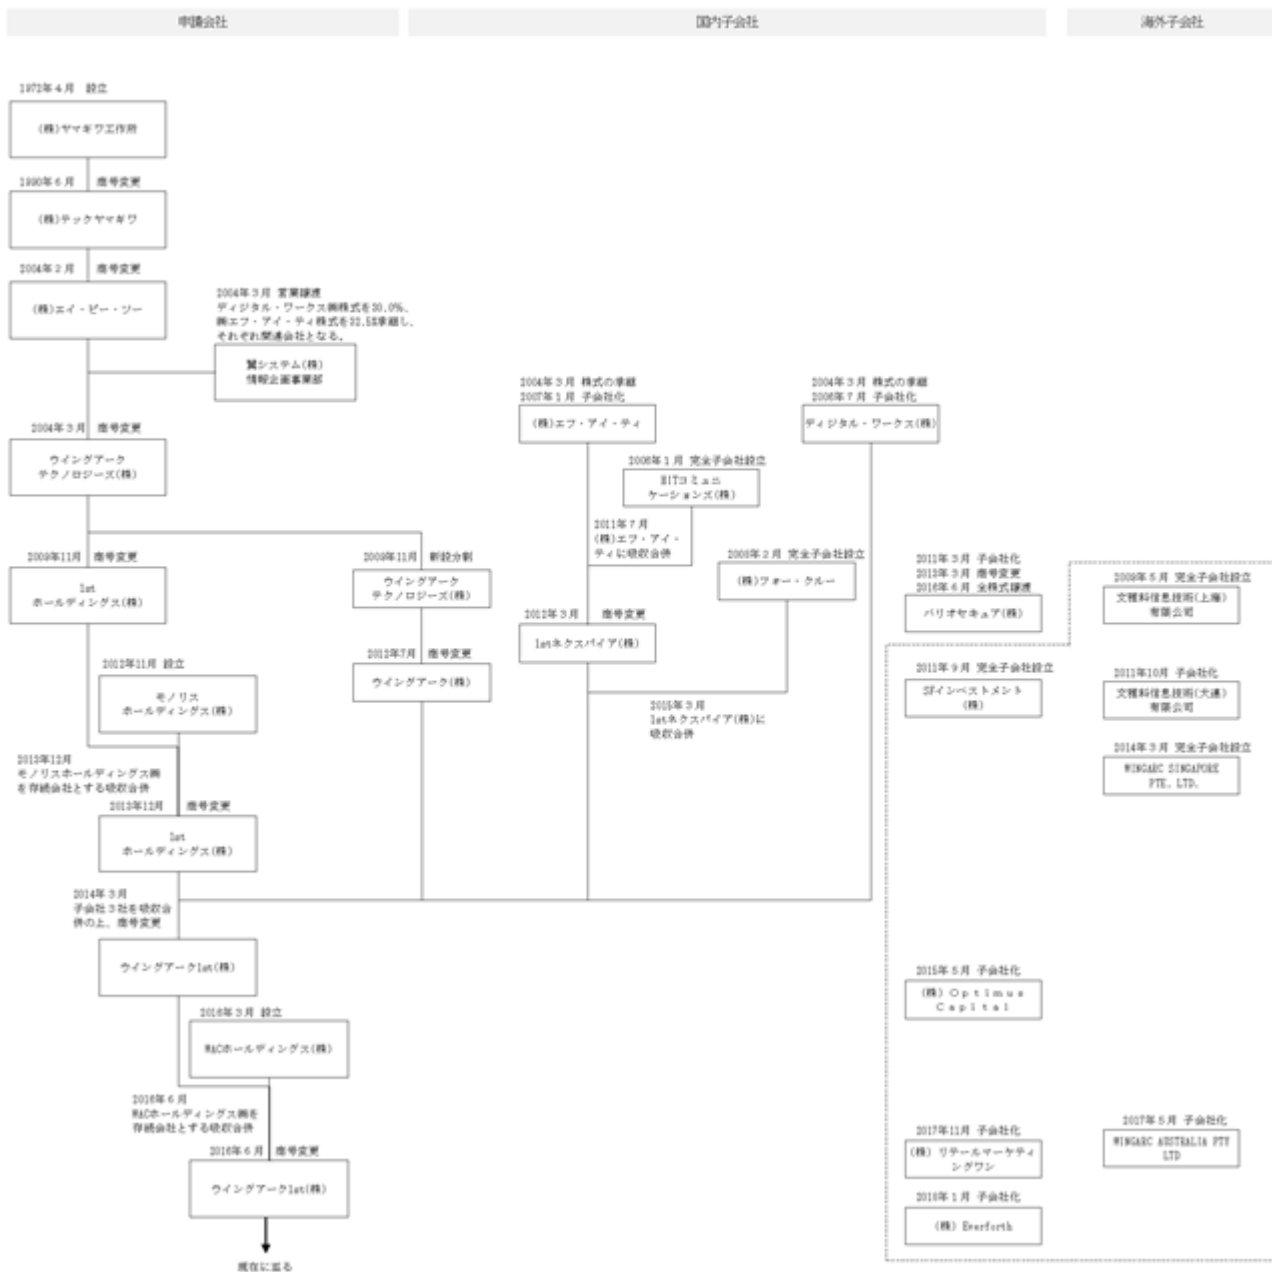 申請会社
国内子会社
海外子会社
1972年4月 設立
(株)ヤマギワ工作所
1990年6月 商号変更
(株)テックヤマギワ
2004年2月 商号変更
(株)エイ・ピー・ツー
2004年3月 営業譲渡
ディジタル・ワークス㈱株式を30.0%、
㈱エフ・アイ・ティ株式を32.5%承継し、
それぞれ関連会社となる。
翼システム(株)
情報企画事業部
2004年3月 商号変更
ウイングアーク
テクノロジーズ(株)
2009年11月 商号変更
1st
ホールディングス(株)
2009年11月 新設分割
ウイングアーク
テクノロジーズ(株)
2012年7月 商号変更
ウイングアーク(株)
2012年11月 設立
モノリス
ホールディングス(株)
2013年12月
モノリスホールディングス㈱
を存続会社とする吸収合併
2013年12月 商号変更
1st
ホールディングス(株)
2014年3月
子会社3社を吸収合
併の上、商号変更
ウイングアーク1st(株)
2016年3月 設立
WACホールディングス(株)
2016年6月
WACホールディングス㈱を
存続会社とする吸収合併
2016年6月 商号変更
ウイングアーク1st(株)
現在に至る
2004年3月 株式の承継
2007年1月 子会社化
(株)エフ・アイ・ティ
2006年1月 完全子会社設立
ケーションズ(株)
2011年7月
(株)エフ・アイ・
ティに吸収合併
2012年3月 商号変更
1stネクスパイア(株)
2004年3月 株式の承継
2006年7月 子会社化
ディジタル・ワークス(株)
2008年2月 完全子会社設立
(株)フォー・クルー
2015年3月
1stネクスパイア(株)に
吸収合併
2011年3月 子会社化
2013年3月 商号変更
2016年6月 全株式譲渡
バリオセキュア(株)
2011年9月 完全子会社設立
SFインベストメント
(株)
2015年5月 子会社化
(株)Optimus
Capital
2017年11月 子会社化
(株)リテールマーケティ
ングワン
2018年1月 子会社化
(株)Everforth
2009年5月 完全子会社設立
文雅科信息技術(上海)
有限公司
2011年10月 子会社化
文雅科信息技術(大連)
有限公司
2014年3月 完全子会社設立
WINGARC SINGAPORE
PTE. LTD.
2017年5月 子会社化
WINGARC AUSTRALIA PTY
LTD